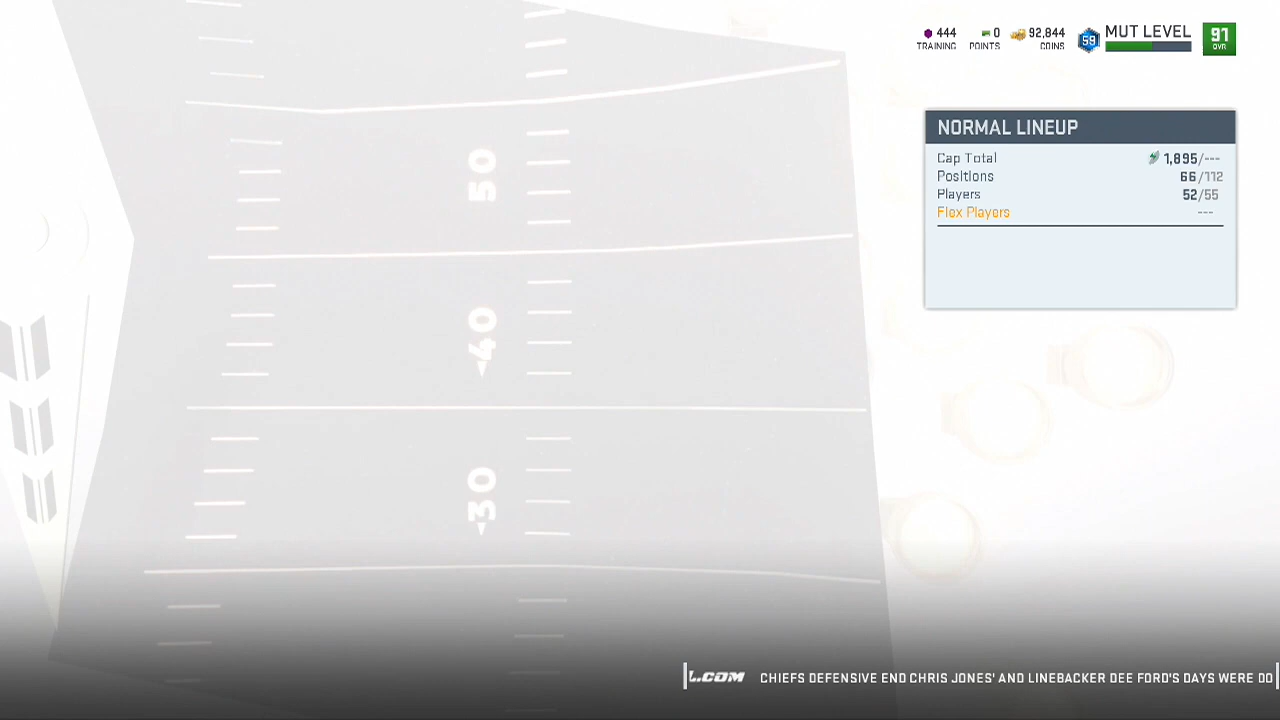 444 TRAINING
0 POINTS
92,844 COINS
59 MUT LEVEL
91 OVR
NORMAL LINEUP
Cap Total 1,895/---
Positions 66/112
Players 52/55
Flex Players ---
50
40
30
L.COM CHIEFS DEFENSIVE END CHRIS JONES' AND LINEBACKER DEE FORD'S DAYS WERE DO